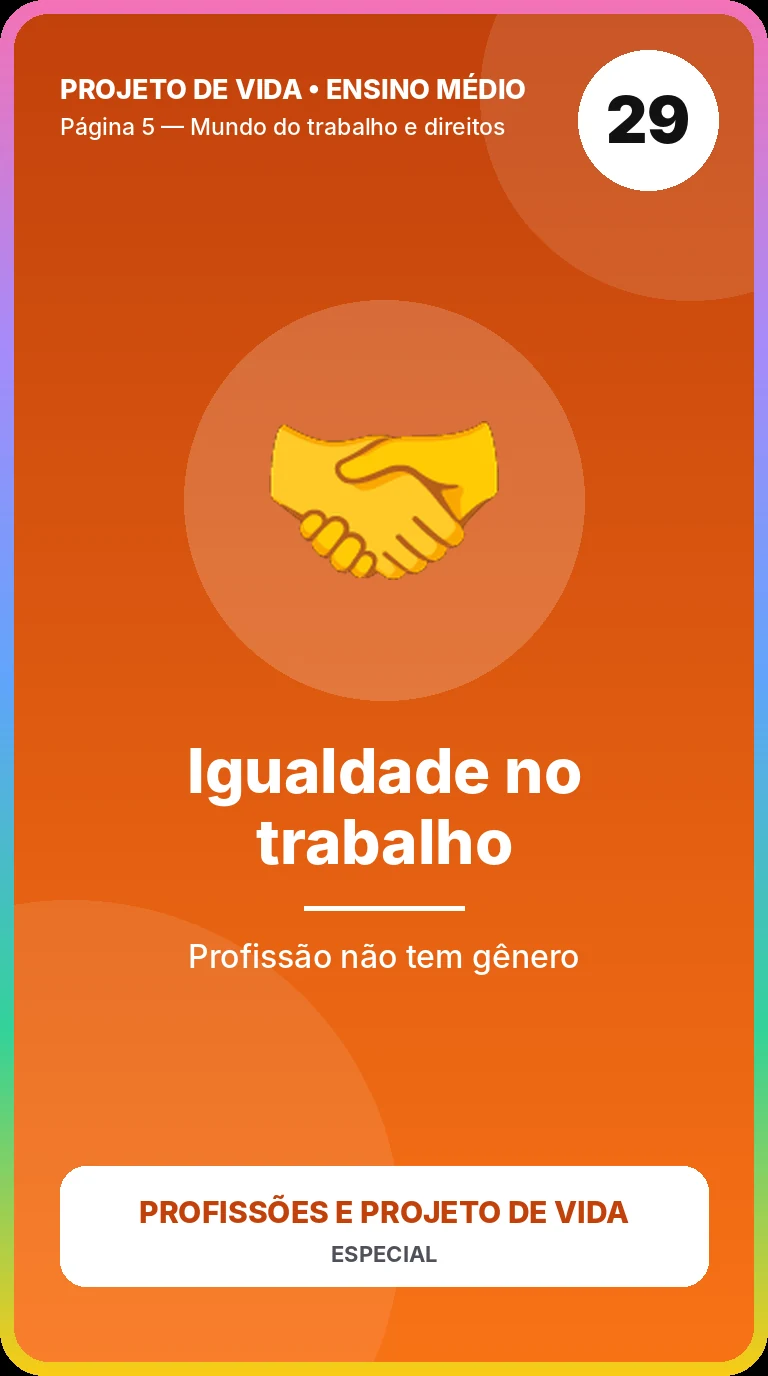 PROJETO DE VIDA • ENSINO MÉDIO
Página 5 — Mundo do trabalho e direitos
29
Igualdade no
trabalho
Profissão não tem gênero
PROFISSÕES E PROJETO DE VIDA
ESPECIAL